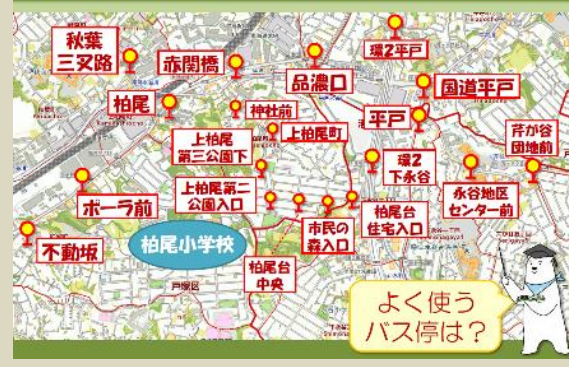 秋葉
三叉路
赤関橋
品濃口
環2平戸
国道平戸
柏尾
神社前
平戸
上柏尾
第三公園下
上柏尾町
環2
下永谷
芹が谷
団地前
ポーラ前
上柏尾第二
公園入口
市民の
森入口
柏尾台
住宅入口
永谷地区
センター前
不動坂
柏尾小学校
柏尾台
中央
戸塚区
よく使う
バス停は？